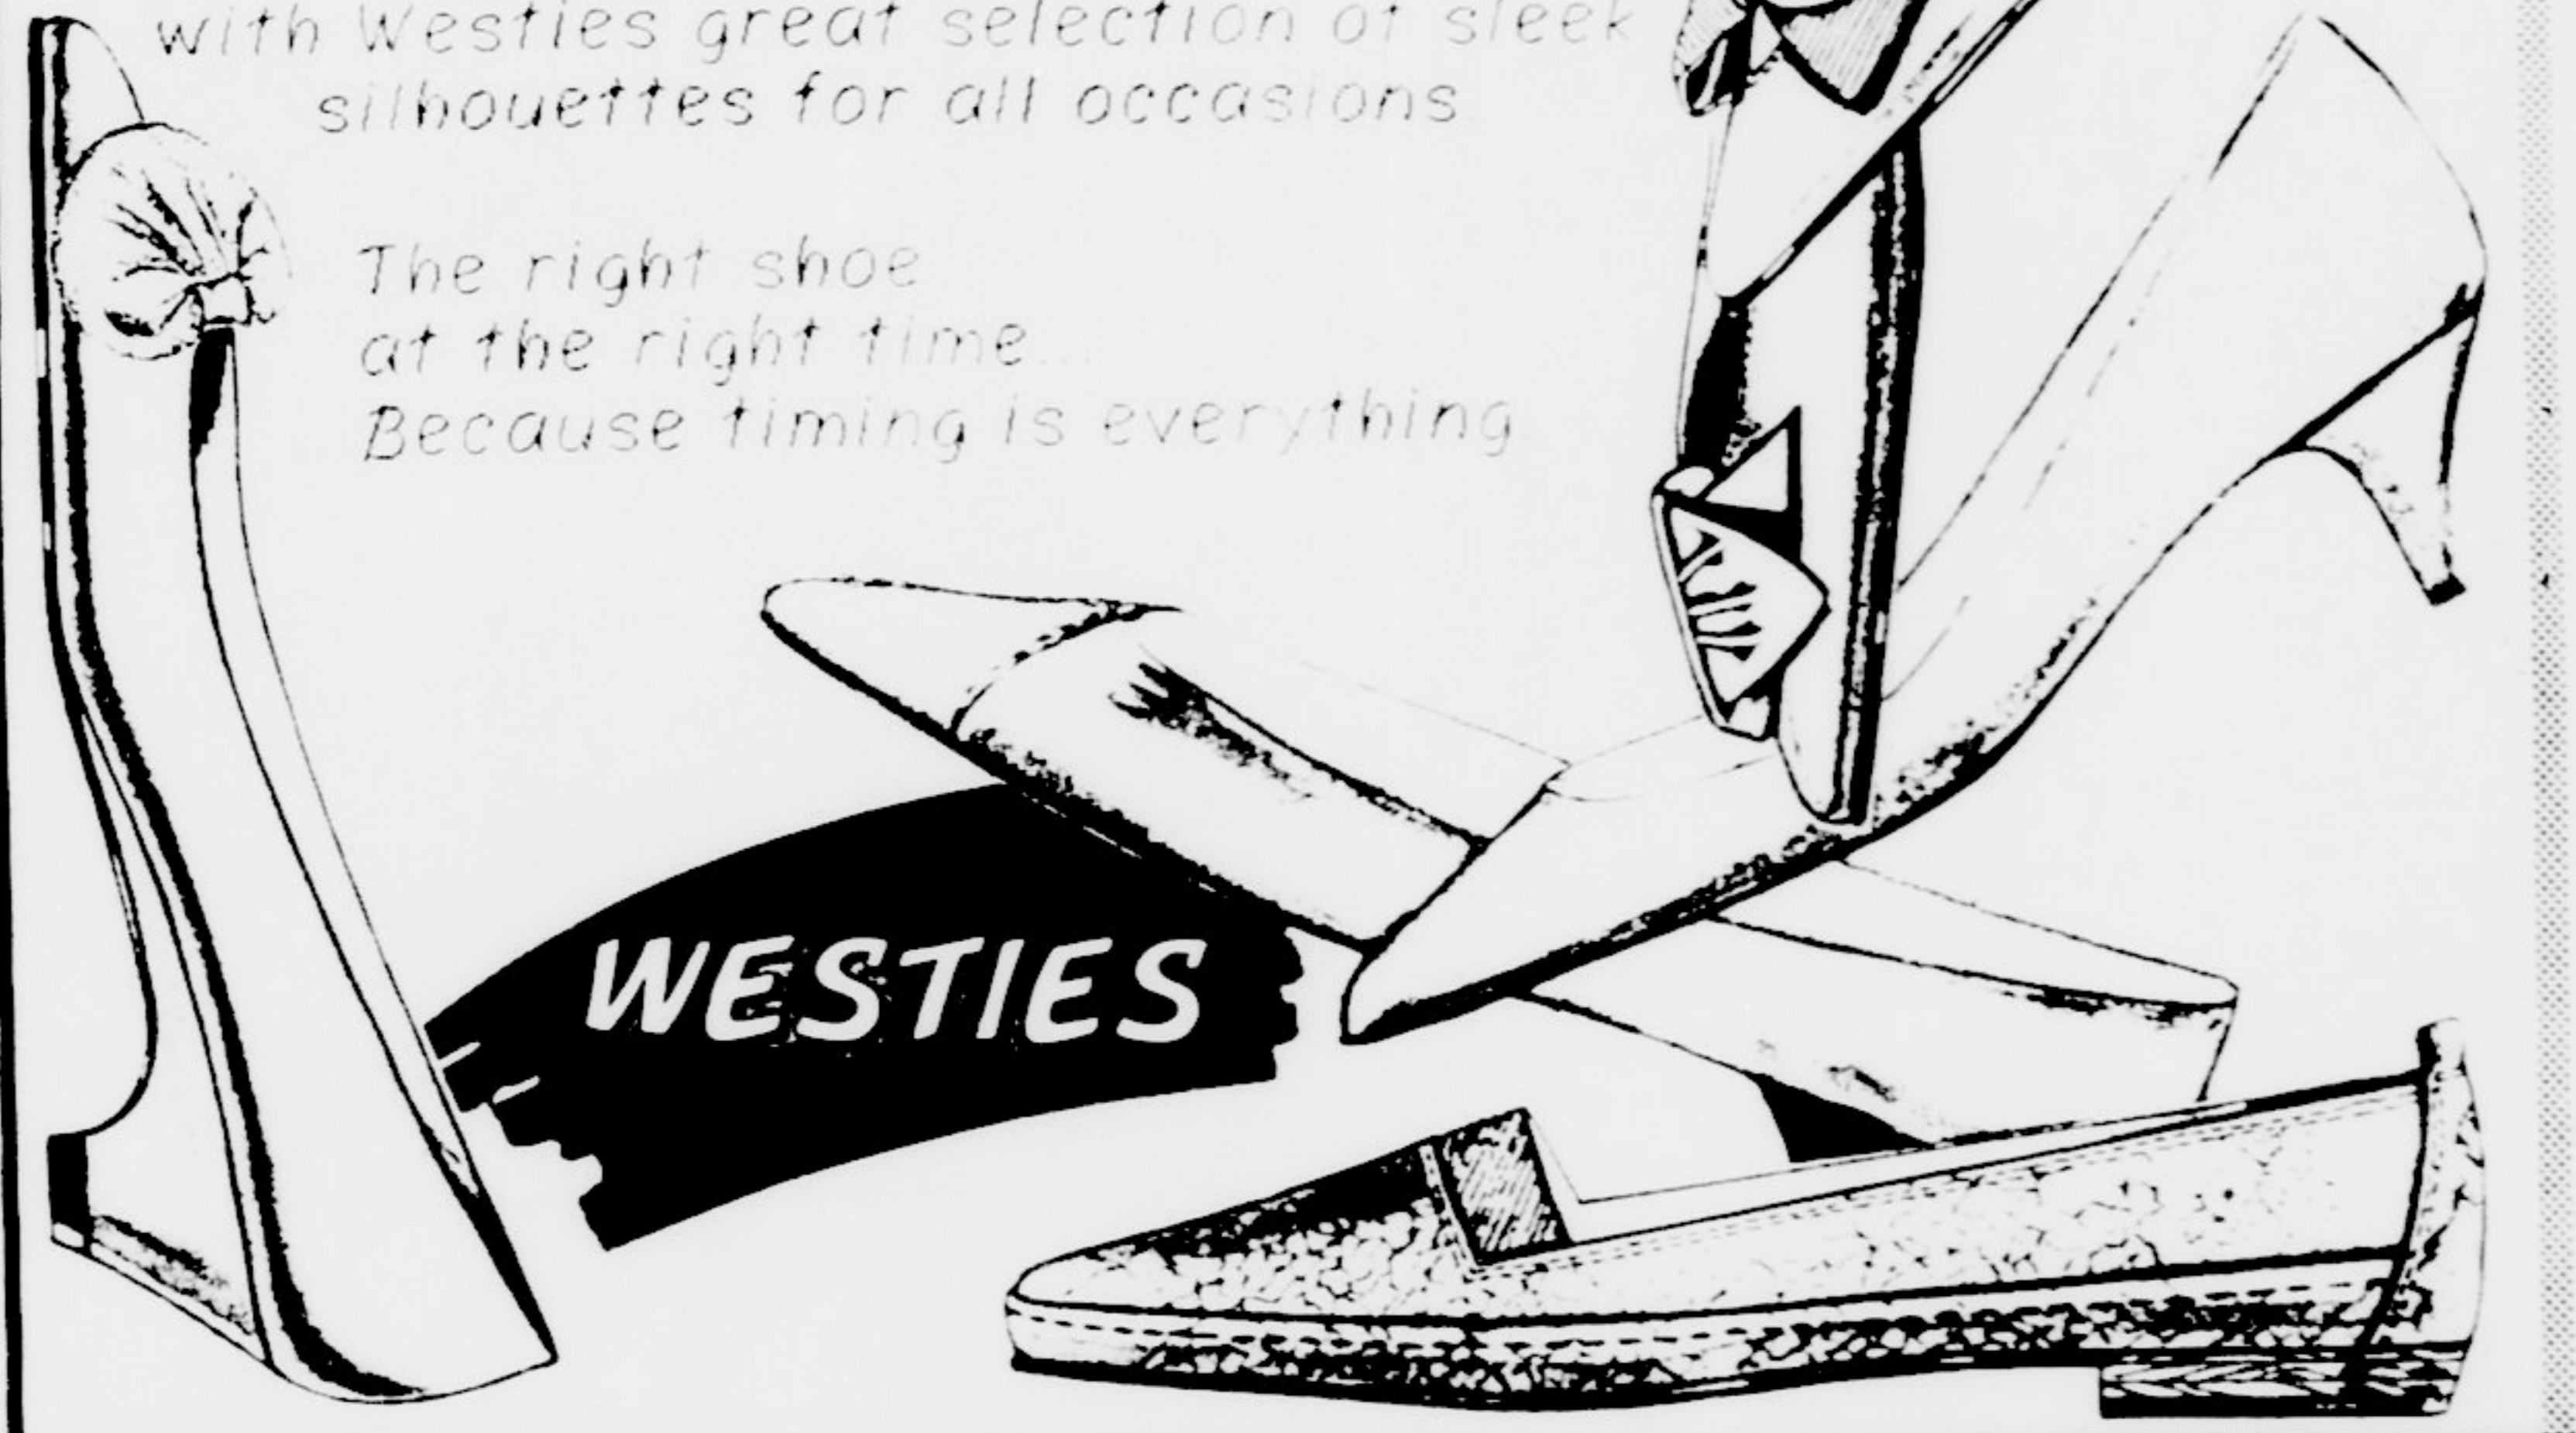 with Westies great selection of sleek
silhouettes for all occasions
The right shoe
at the right time...
Because timing is everything.
WESTIES